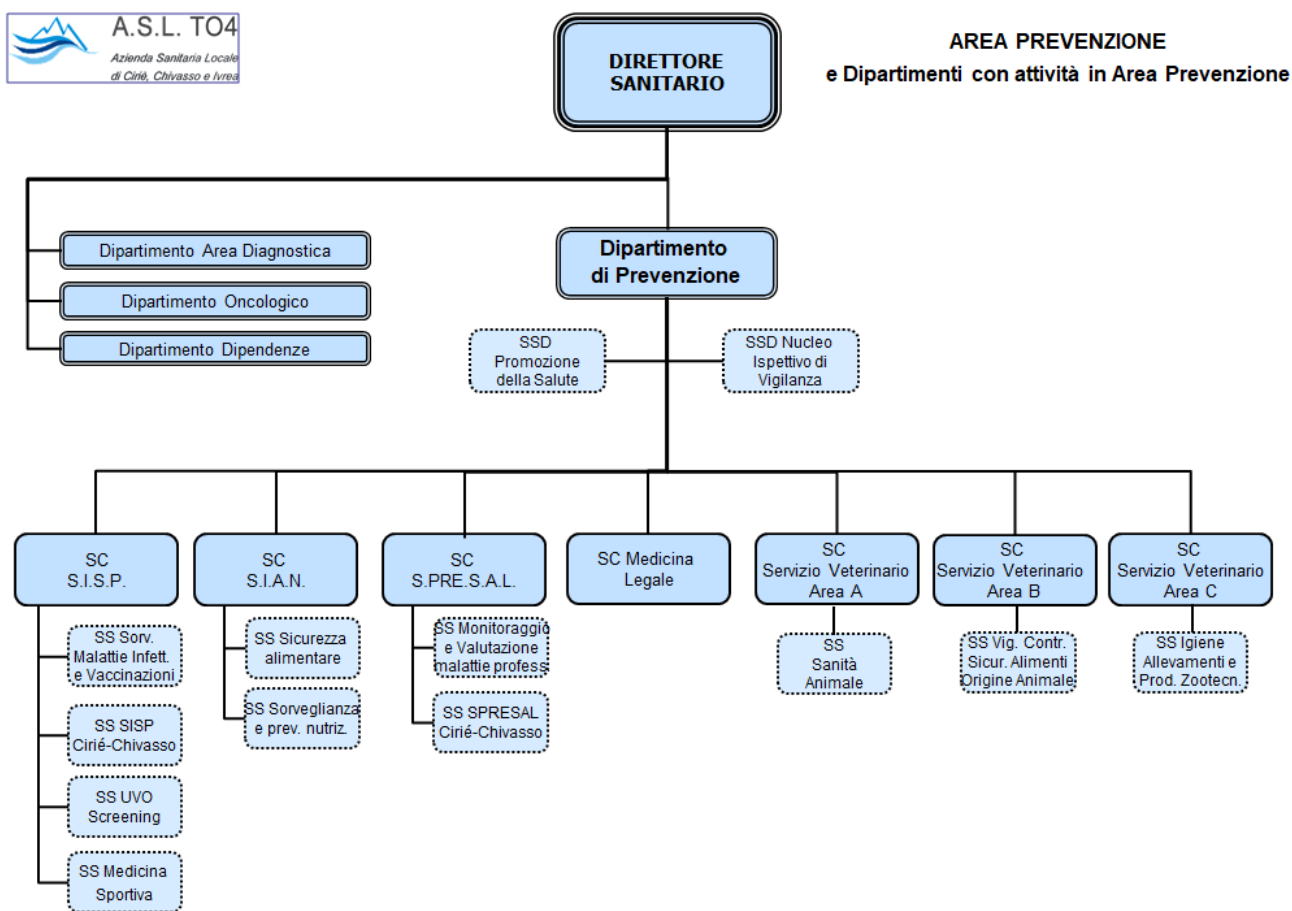 A.S.L. TO4
Azienda Sanitaria Locale
di Cirié, Chivasso e Ivrea
DIRETTORE
SANITARIO
AREA PREVENZIONE
e Dipartimenti con attività in Area Prevenzione
Dipartimento Area Diagnostica
Dipartimento Oncologico
Dipartimento Dipendenze
Dipartimento
di Prevenzione
SSD
Promozione
della Salute
SSD Nucleo
Ispettivo di
Vigilanza
SC
S.I.S.P.
SC
S.I.A.N.
SC
S.PRE.S.A.L.
SC Medicina
Legale
SC
Servizio Veterinario
Area A
SC
Servizio Veterinario
Area B
SC
Servizio Veterinario
Area C
SS Sorv.
Malattie Infett.
e Vaccinazioni
SS SISP
Cirié-Chivasso
SS UVO
Screening
SS Medicina
Sportiva
SS Sicurezza
alimentare
SS Sorveglianza
e prev. nutriz.
SS Monitoraggio
e Valutazione
malattie profess.
SS SPRESAL
Cirié-Chivasso
SS
Sanità
Animale
SS Vig. Contr.
Sicur. Alimenti
Origine Animale
SS Igiene
Allevamenti e
Prod. Zootecn.